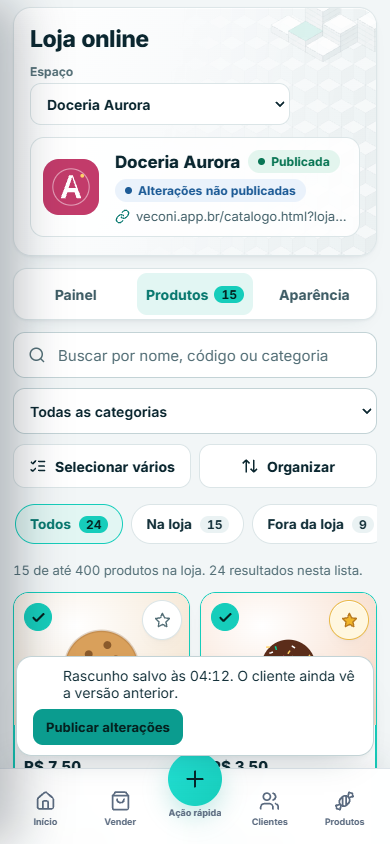 Loja online
Espaço
Doceria Aurora
A
Doceria Aurora
Publicada
Alterações não publicadas
veconi.app.br/catalogo.html?loja...
Painel
Produtos 15
Aparência
Buscar por nome, código ou categoria
Todas as categorias
Selecionar vários
Organizar
Todos 24
Na loja 15
Fora da loja 9
15 de até 400 produtos na loja. 24 resultados nesta lista.
Rascunho salvo às 04:12. O cliente ainda vê
a versão anterior.
Publicar alterações
R$ 7,50
R$ 3,50
Início
Vender
Ação rápida
Clientes
Produtos